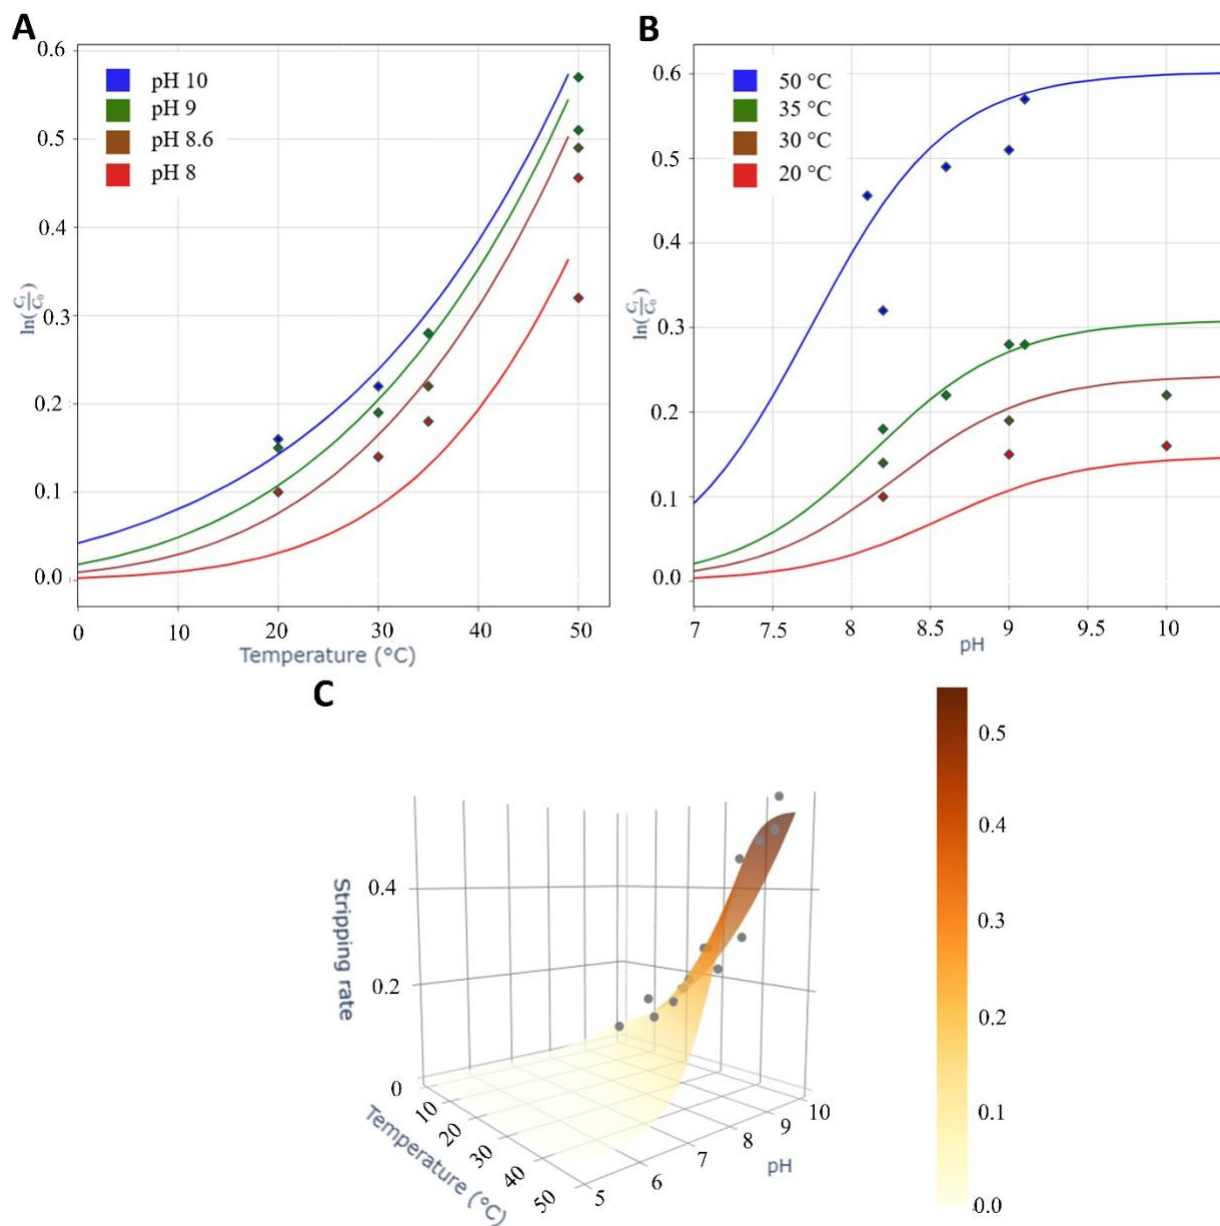 A
0.6
0.5
0.4
0.3
0.2
0.1
0.0
pH 10
pH 9
pH 8.6
pH 8
ln(Cᵢ/C₀)
0 10 20 30 40 50
Temperature (°C)
B
0.6
0.5
0.4
0.3
0.2
0.1
0.0
50 °C
35 °C
30 °C
20 °C
ln(Cᵢ/C₀)
7 7.5 8 8.5 9 9.5 10
pH
C
Stripping rate
0.4
0.2
0
Temperature (°C)
10
20
30
40
50
5
6
7
8
9
10
pH
0.5
0.4
0.3
0.2
0.1
0.0